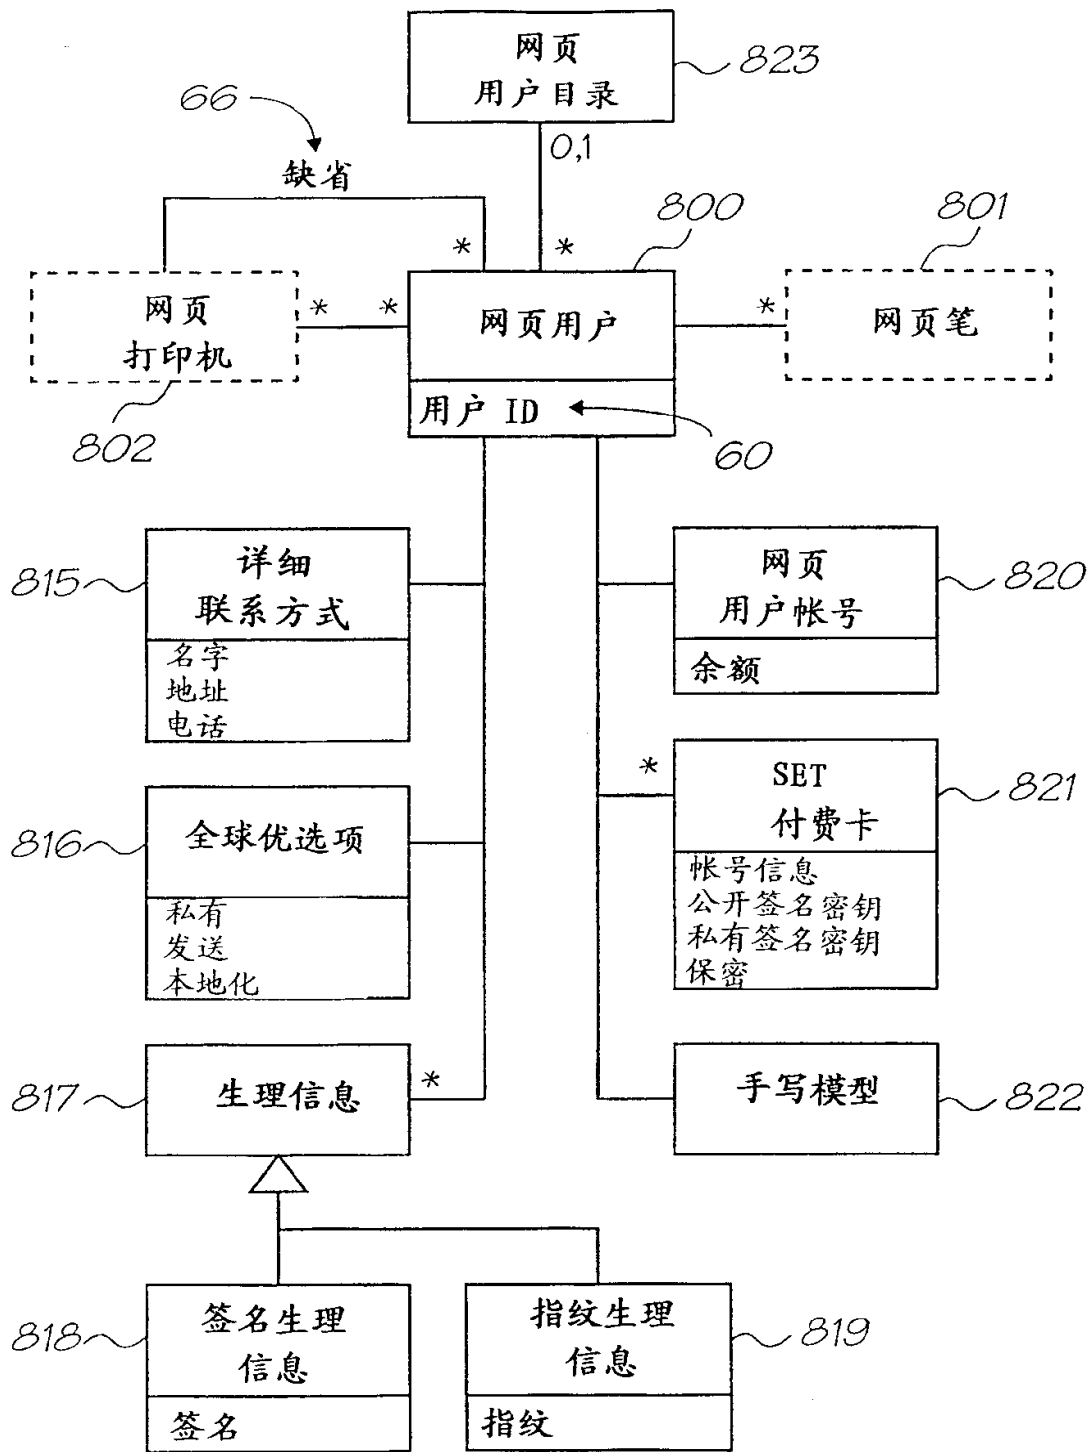 网页
用户目录
823
66
0,1
缺省
800
801
*
*
网页
打印机
*
*
网页用户
*
网页笔
用户 ID
802
60
815
详细
联系方式
名字
地址
电话
网页
用户帐号
820
余额
*
SET
付费卡
821
帐号信息
公开签名密钥
私有签名密钥
保密
816
全球优选项
私有
发送
本地化
817
生理信息
*
手写模型
822
818
签名生理
信息
签名
指纹生理
信息
819
指纹